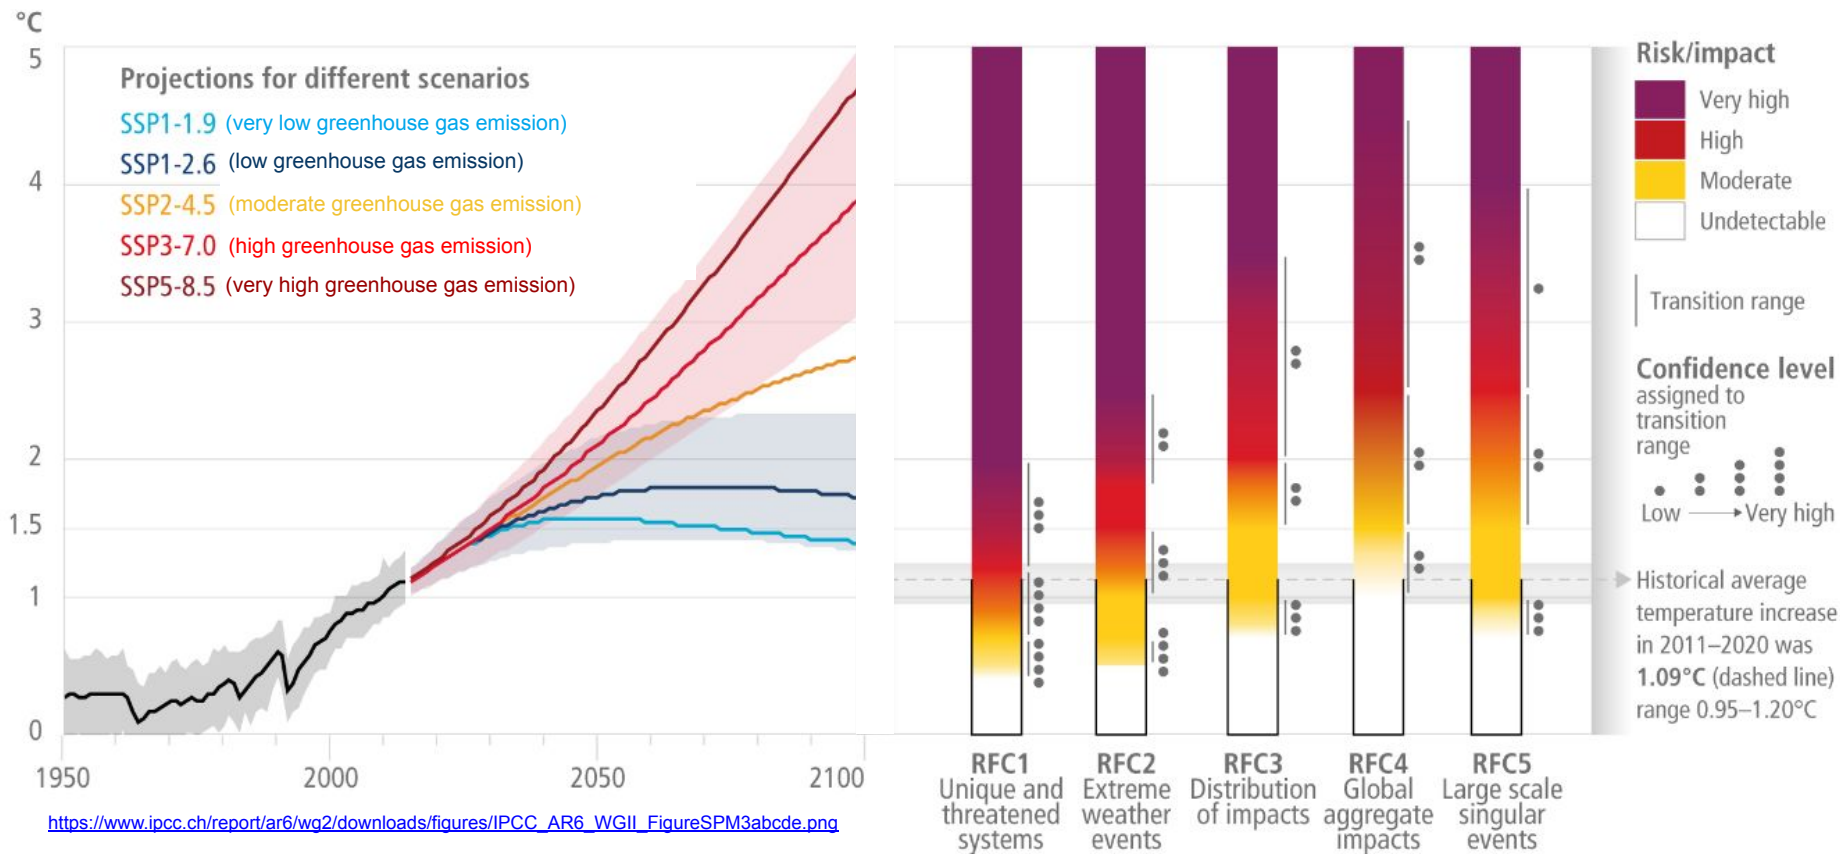 °C
5
4
3
2
1.5
1
0
Projections for different scenarios
SSP1-1.9 (very low greenhouse gas emission)
SSP1-2.6 (low greenhouse gas emission)
SSP2-4.5 (moderate greenhouse gas emission)
SSP3-7.0 (high greenhouse gas emission)
SSP5-8.5 (very high greenhouse gas emission)
1950
2000
2050
2100
https://www.ipcc.ch/report/ar6/wg2/downloads/figures/IPCC_AR6_WGII_FigureSPM3abcde.png
RFC1
Unique and
threatened
systems
RFC2
Extreme
weather
events
RFC3
Distribution
of impacts
RFC4
Global
aggregate
impacts
RFC5
Large scale
singular
events
Risk/impact
Very high
High
Moderate
Undetectable
Transition range
Confidence level
assigned to
transition
range
Low
Very high
Historical average
temperature increase
in 2011–2020 was
1.09°C (dashed line)
range 0.95–1.20°C